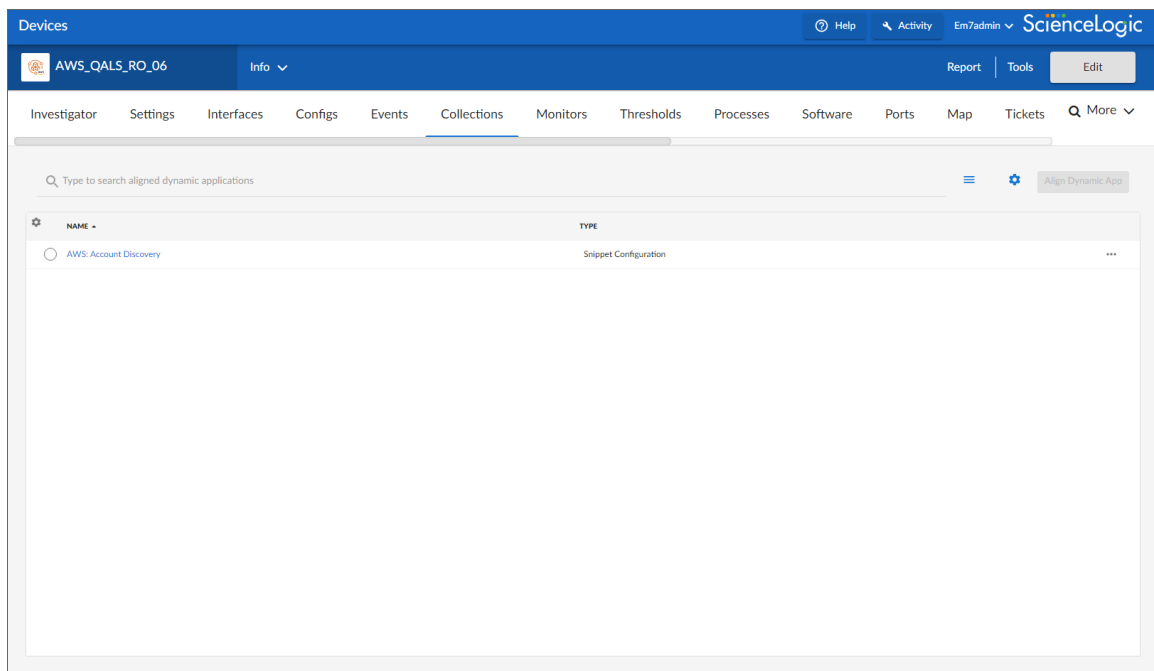 Devices
Help
Activity
Em7admin
ScienceLogic
AWS_QALS_RO_06
Info
Report
Tools
Edit
Investigator
Settings
Interfaces
Configs
Events
Collections
Monitors
Thresholds
Processes
Software
Ports
Map
Tickets
More
Type to search aligned dynamic applications
Align Dynamic App
NAME
TYPE
AWS: Account Discovery
Snippet Configuration